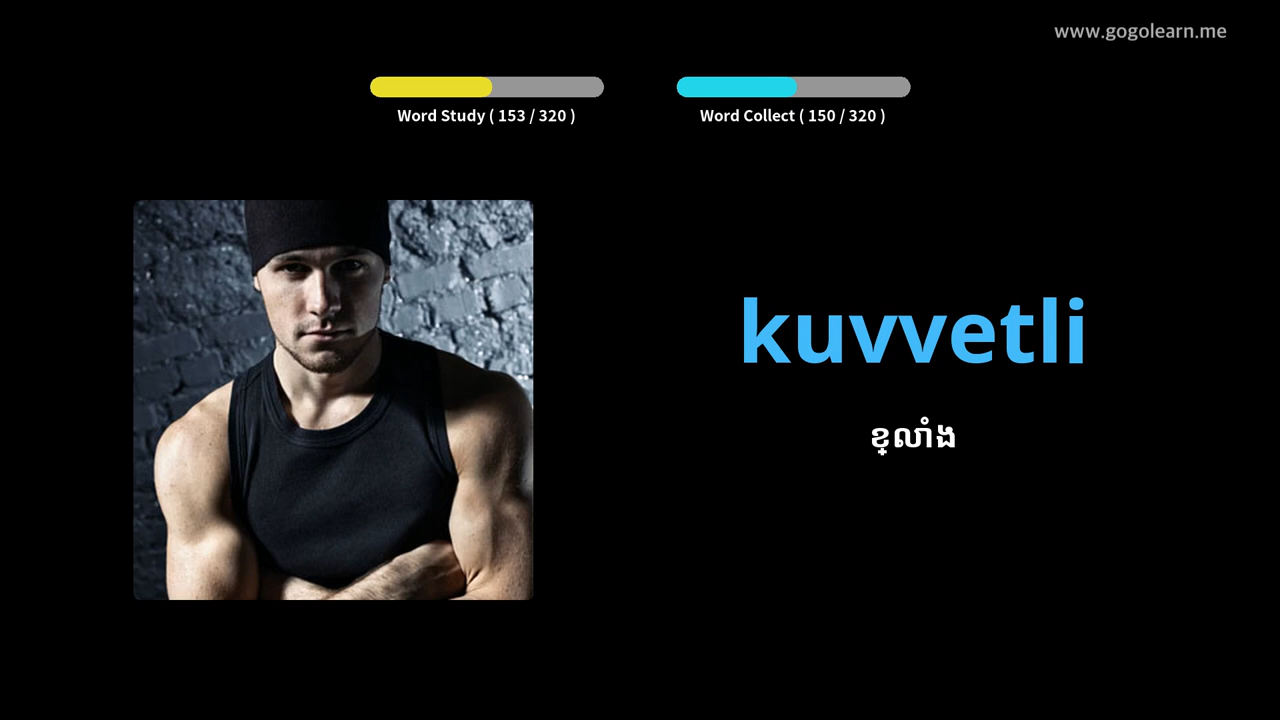 www.gogolearn.me
Word Study ( 153 / 320 )
Word Collect ( 150 / 320 )
kuvvetli
ខ្លាំង